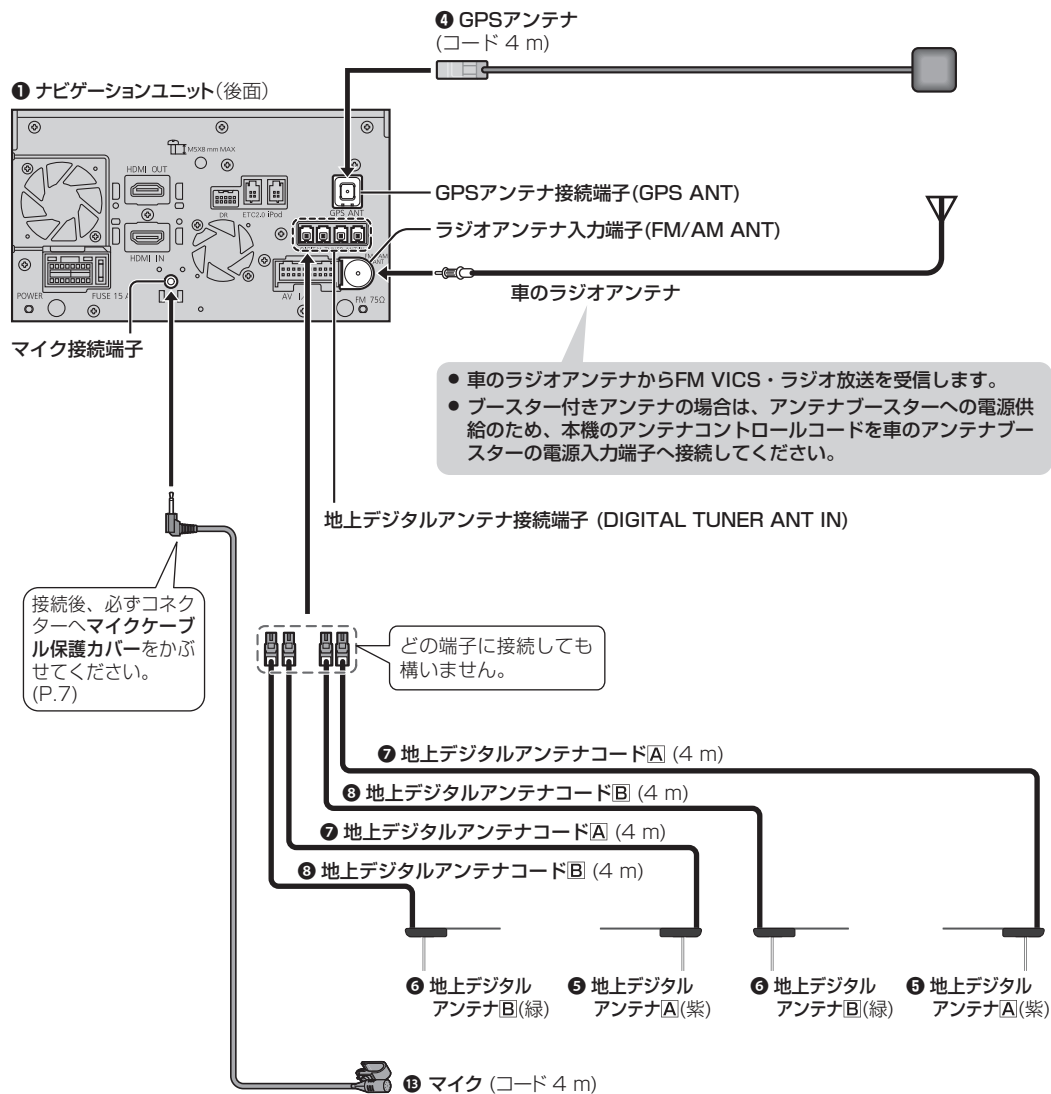 ❹ GPSアンテナ
(コード 4 m)
❶ ナビゲーションユニット(後面)
M5X8 mm MAX
HDMI OUT
DR
ETC2.0 iPod
GPS ANT
HDMI IN
FM/AM
ANT
POWER
FUSE 15 A
FM 75Ω
GPSアンテナ接続端子(GPS ANT)
ラジオアンテナ入力端子(FM/AM ANT)
車のラジオアンテナ
マイク接続端子
● 車のラジオアンテナからFM VICS・ラジオ放送を受信します。
● ブースター付きアンテナの場合は、アンテナブースターへの電源供
給のため、本機のアンテナコントロールコードを車のアンテナブー
スターの電源入力端子へ接続してください。
地上デジタルアンテナ接続端子 (DIGITAL TUNER ANT IN)
接続後、必ずコネク
ターへマイクケーブ
ル保護カバーをかぶ
せてください。
(P.7)
どの端子に接続しても
構いません。
❼ 地上デジタルアンテナコードA (4 m)
❽ 地上デジタルアンテナコードB (4 m)
❼ 地上デジタルアンテナコードA (4 m)
❽ 地上デジタルアンテナコードB (4 m)
❻ 地上デジタル
アンテナB(緑)
❺ 地上デジタル
アンテナA(紫)
❻ 地上デジタル
アンテナB(緑)
❺ 地上デジタル
アンテナA(紫)
⓭ マイク (コード 4 m)